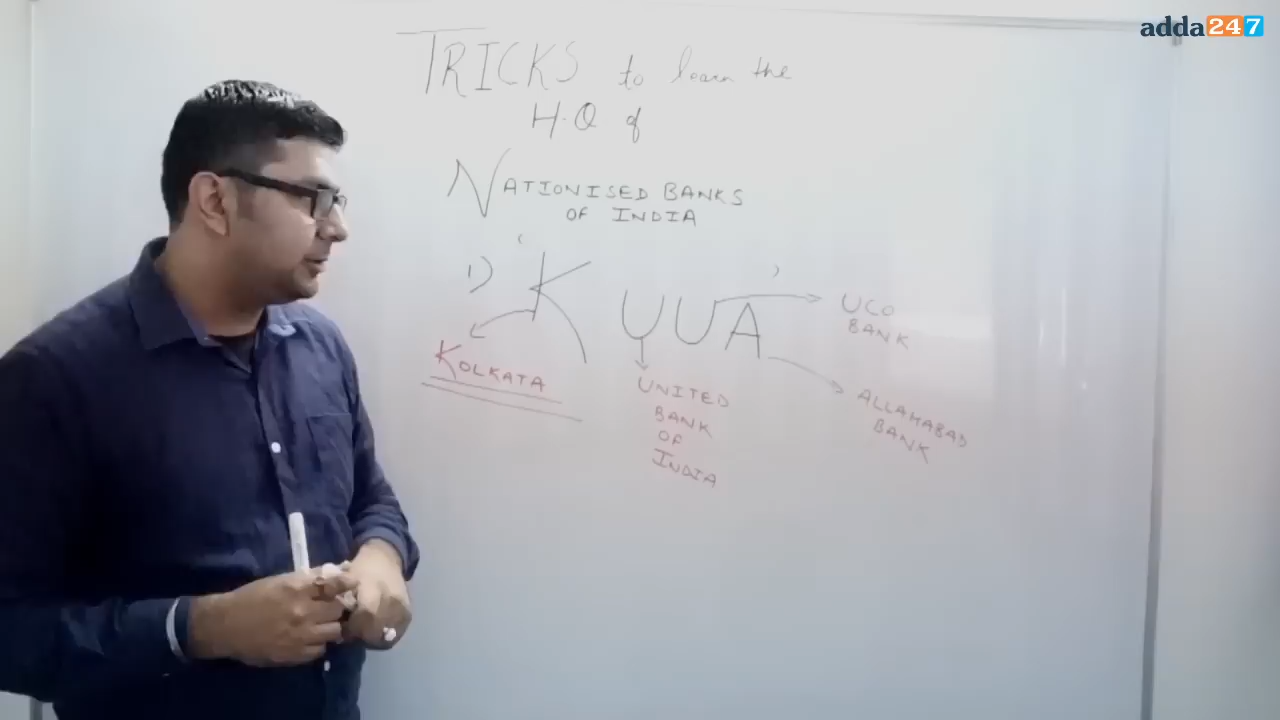 adda247
TRICKS to learn the
H.Q of
NATIONISED BANKS
OF INDIA
1) K UUA
KOLKATA
UNITED
BANK
OF
INDIA
UCO
BANK
ALLAHABAD
BANK